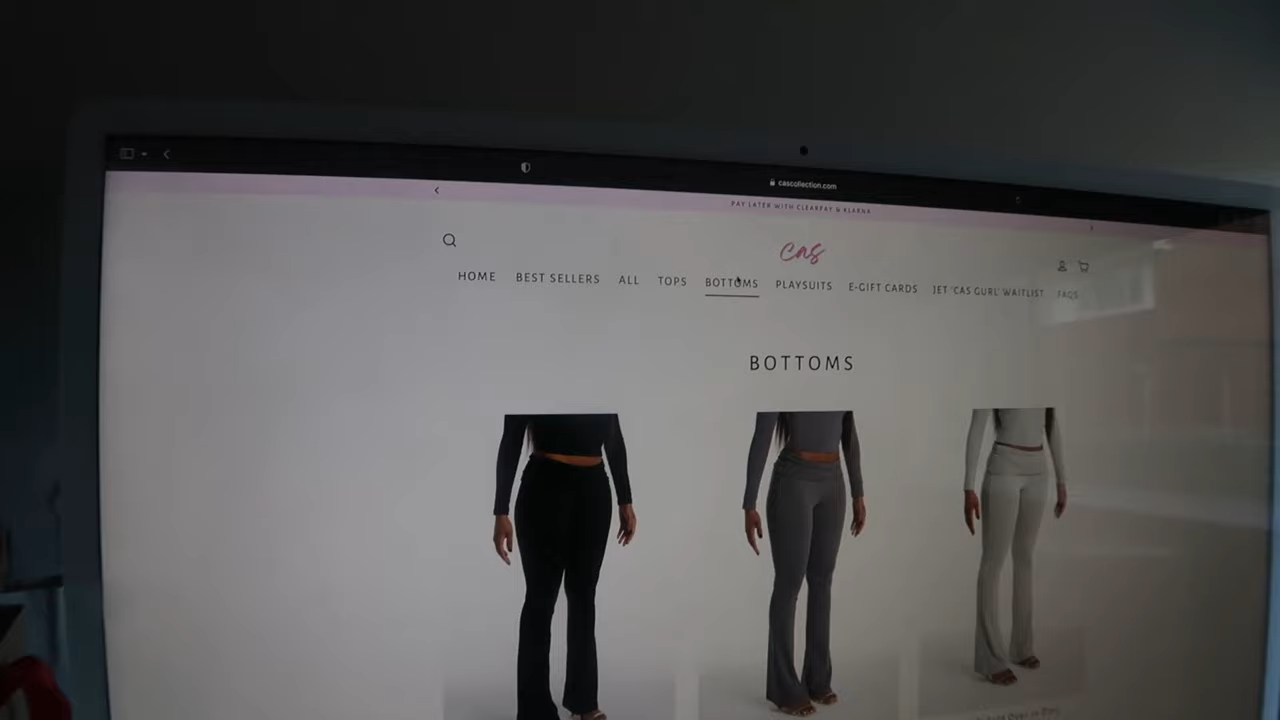 cascollection.com
PAY LATER WITH CLEARPAY & KLARNA
cas
HOME BEST SELLERS ALL TOPS BOTTOMS PLAYSUITS E-GIFT CARDS JET 'CAS GURL' WAITLIST FAQS
BOTTOMS